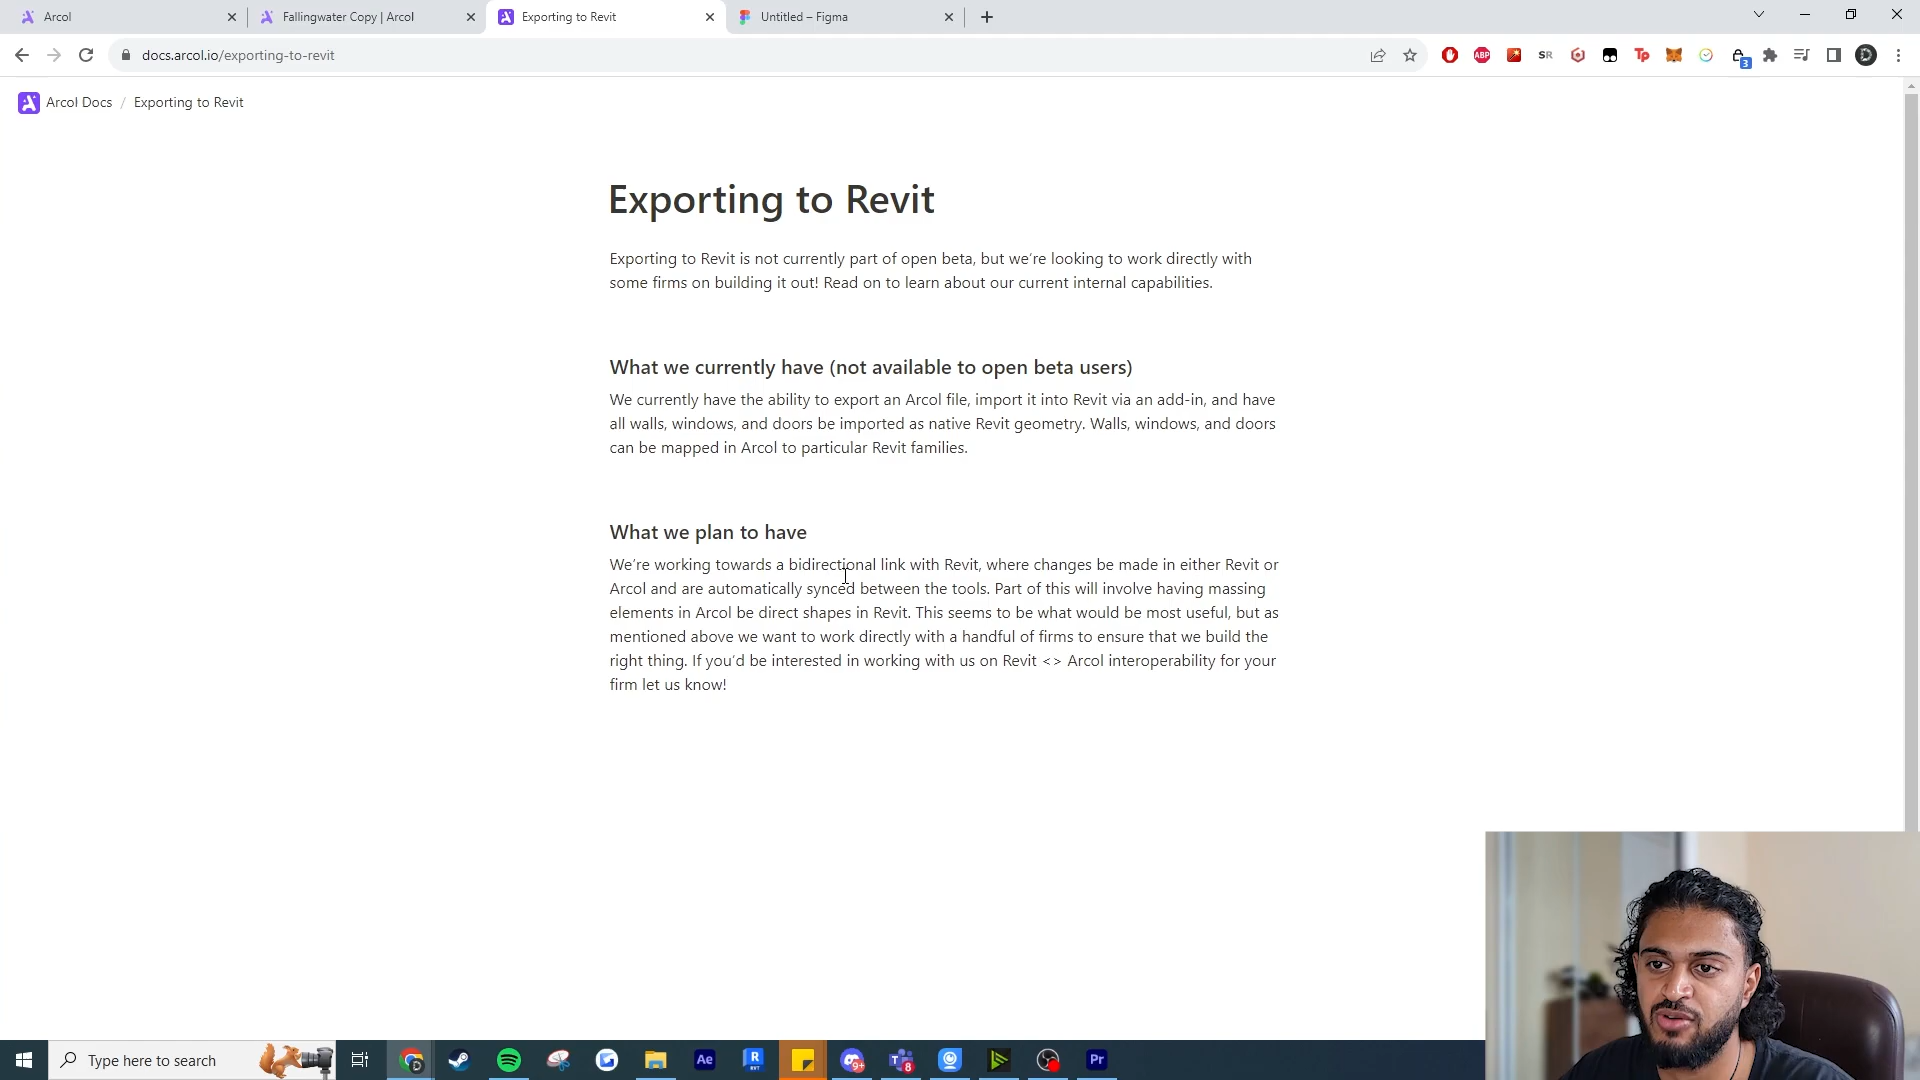 Arcol
Fallingwater Copy | Arcol
Exporting to Revit
Untitled – Figma
docs.arcol.io/exporting-to-revit
ABP
SR
Tp
3
Arcol Docs / Exporting to Revit
Exporting to Revit
Exporting to Revit is not currently part of open beta, but we’re looking to work directly with
some firms on building it out! Read on to learn about our current internal capabilities.
What we currently have (not available to open beta users)
We currently have the ability to export an Arcol file, import it into Revit via an add-in, and have
all walls, windows, and doors be imported as native Revit geometry. Walls, windows, and doors
can be mapped in Arcol to particular Revit families.
What we plan to have
We’re working towards a bidirectional link with Revit, where changes be made in either Revit or
Arcol and are automatically synced between the tools. Part of this will involve having massing
elements in Arcol be direct shapes in Revit. This seems to be what would be most useful, but as
mentioned above we want to work directly with a handful of firms to ensure that we build the
right thing. If you’d be interested in working with us on Revit <> Arcol interoperability for your
firm let us know!
Type here to search
Ae
R
RVT
9+
T
8
Pr